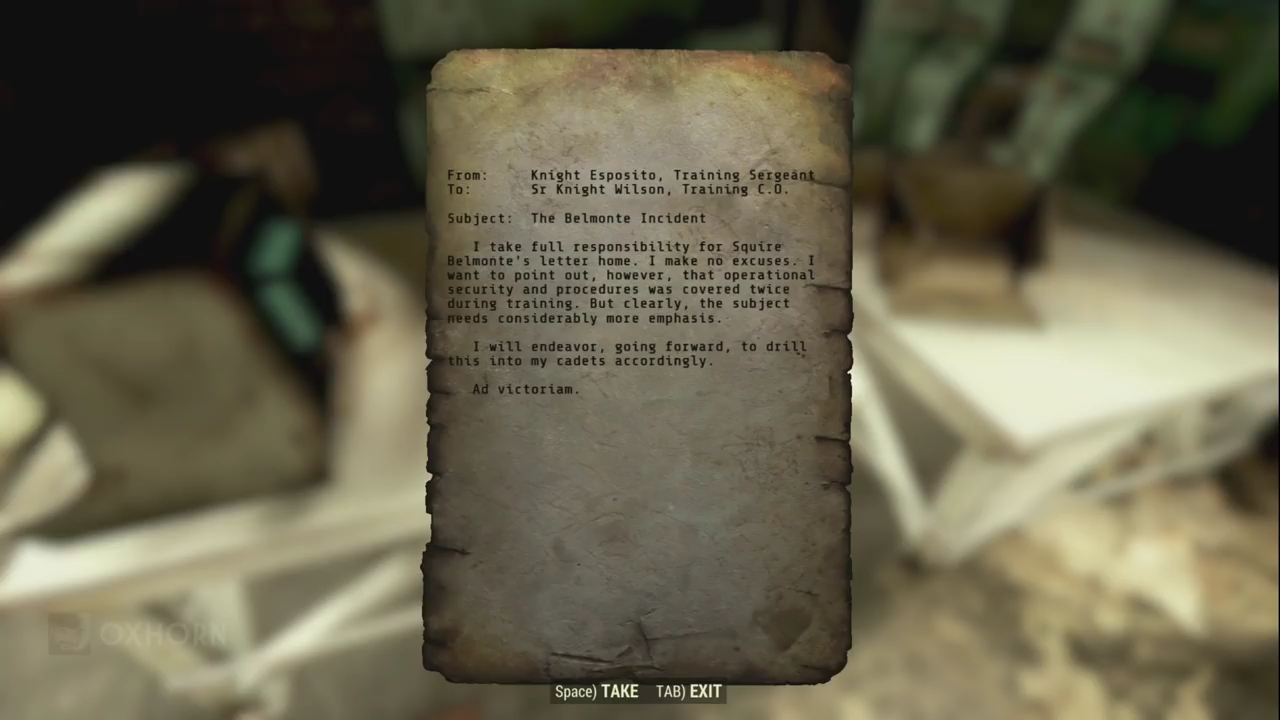 From: Knight Esposito, Training Sergeant
To: Sr Knight Wilson, Training C.O.
Subject: The Belmonte Incident
I take full responsibility for Squire
Belmonte's letter home. I make no excuses. I
want to point out, however, that operational
security and procedures was covered twice
during training. But clearly, the subject
needs considerably more emphasis.
I will endeavor, going forward, to drill
this into my cadets accordingly.
Ad victoriam.
OXHORN
Space) TAKE TAB) EXIT